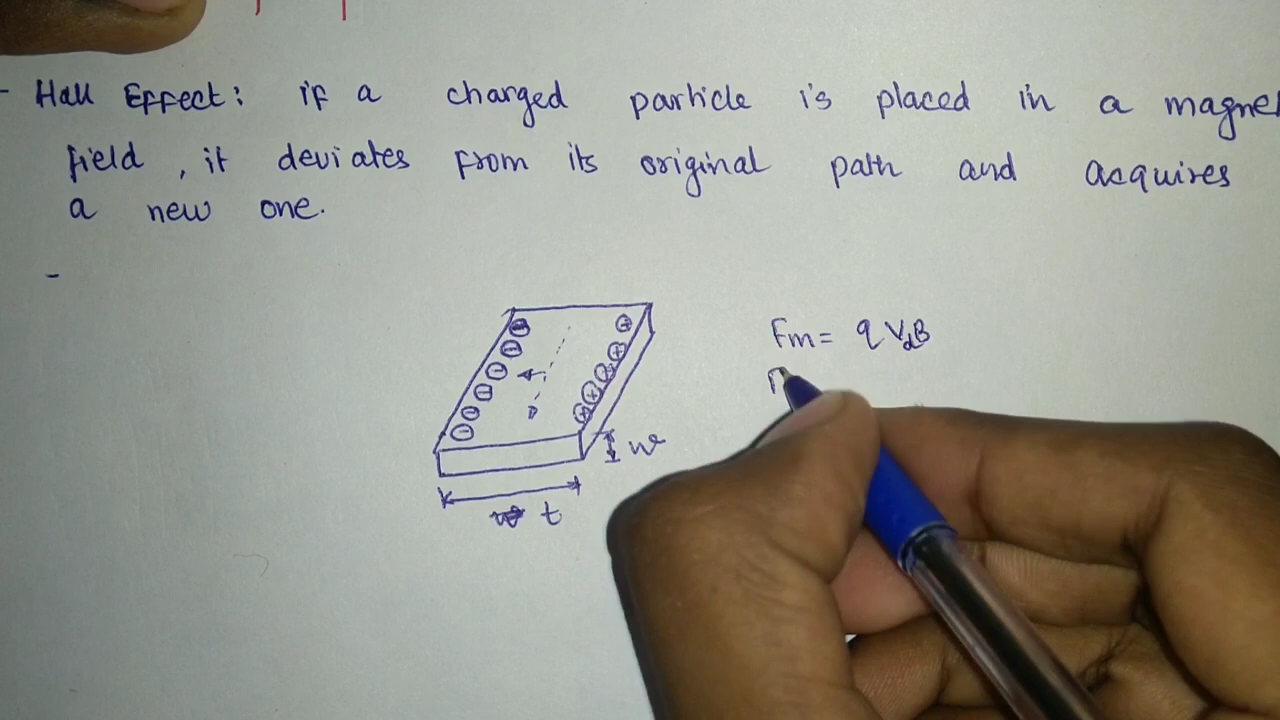 - Hall Effect: if a charged particle is placed in a magne
field, it deviates from its original path and acquires
a new one.
-
Fm = qVdB
w
t